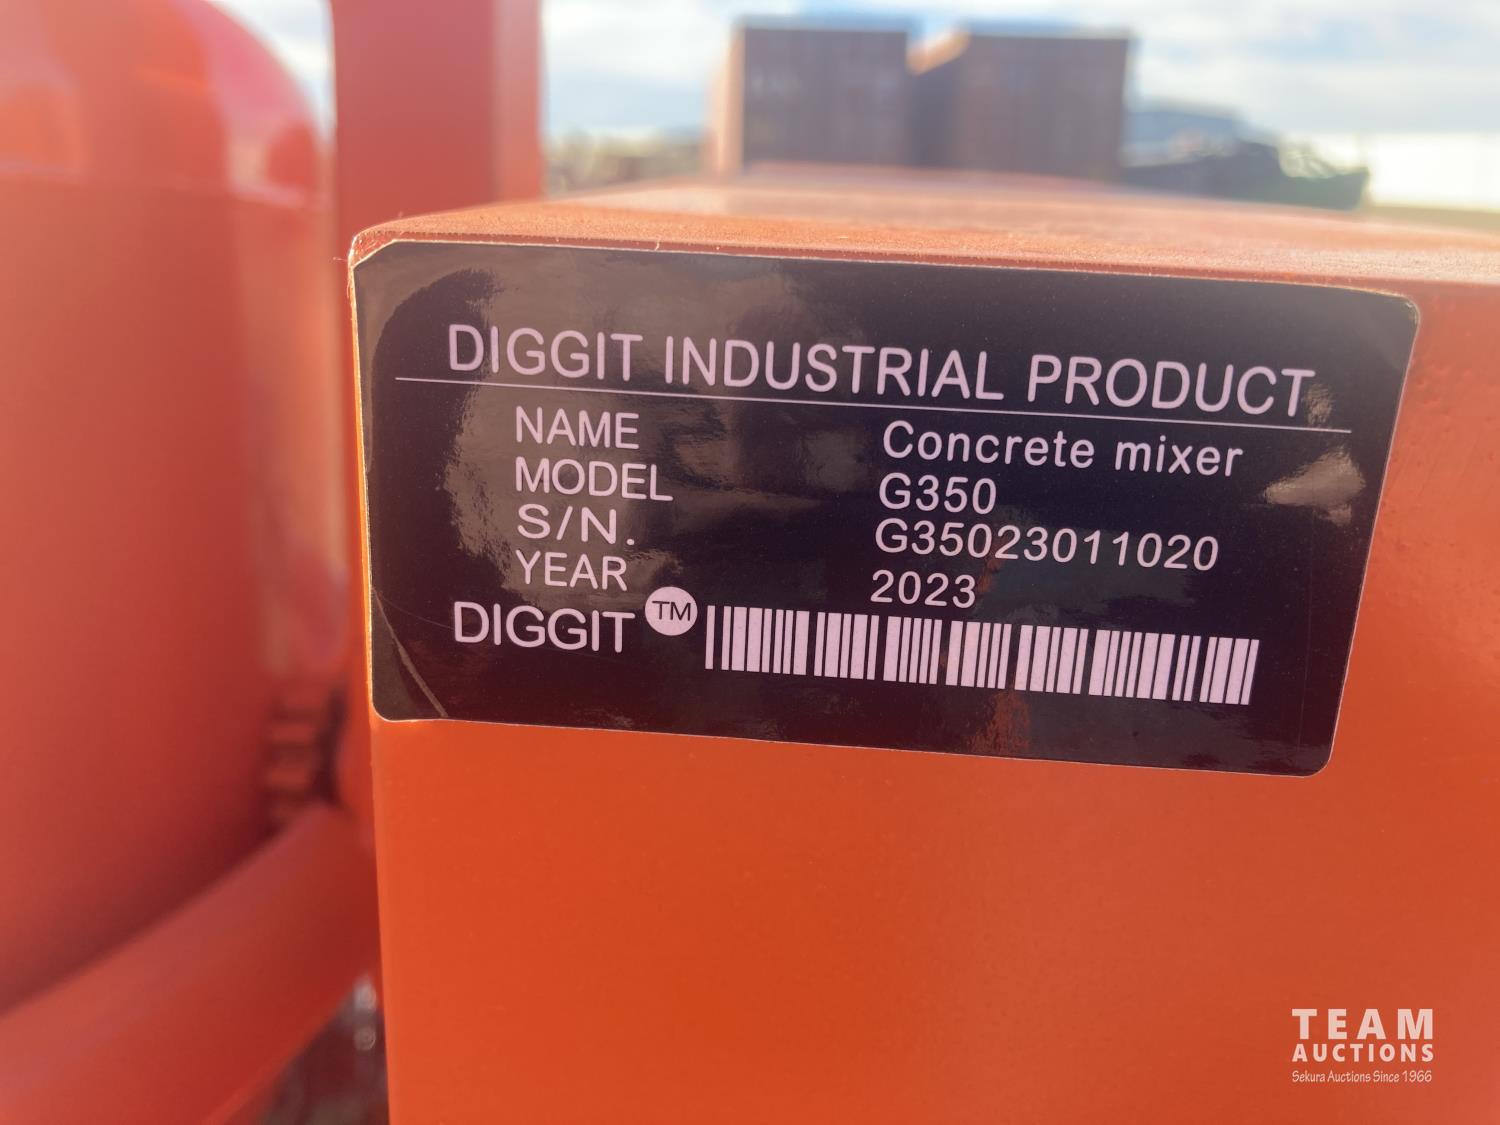 DIGGIT INDUSTRIAL PRODUCT
NAME Concrete mixer
MODEL G350
S/N. G35023011020
YEAR 2023
DIGGIT TM
TEAM
AUCTIONS
Sekura Auctions Since 1966